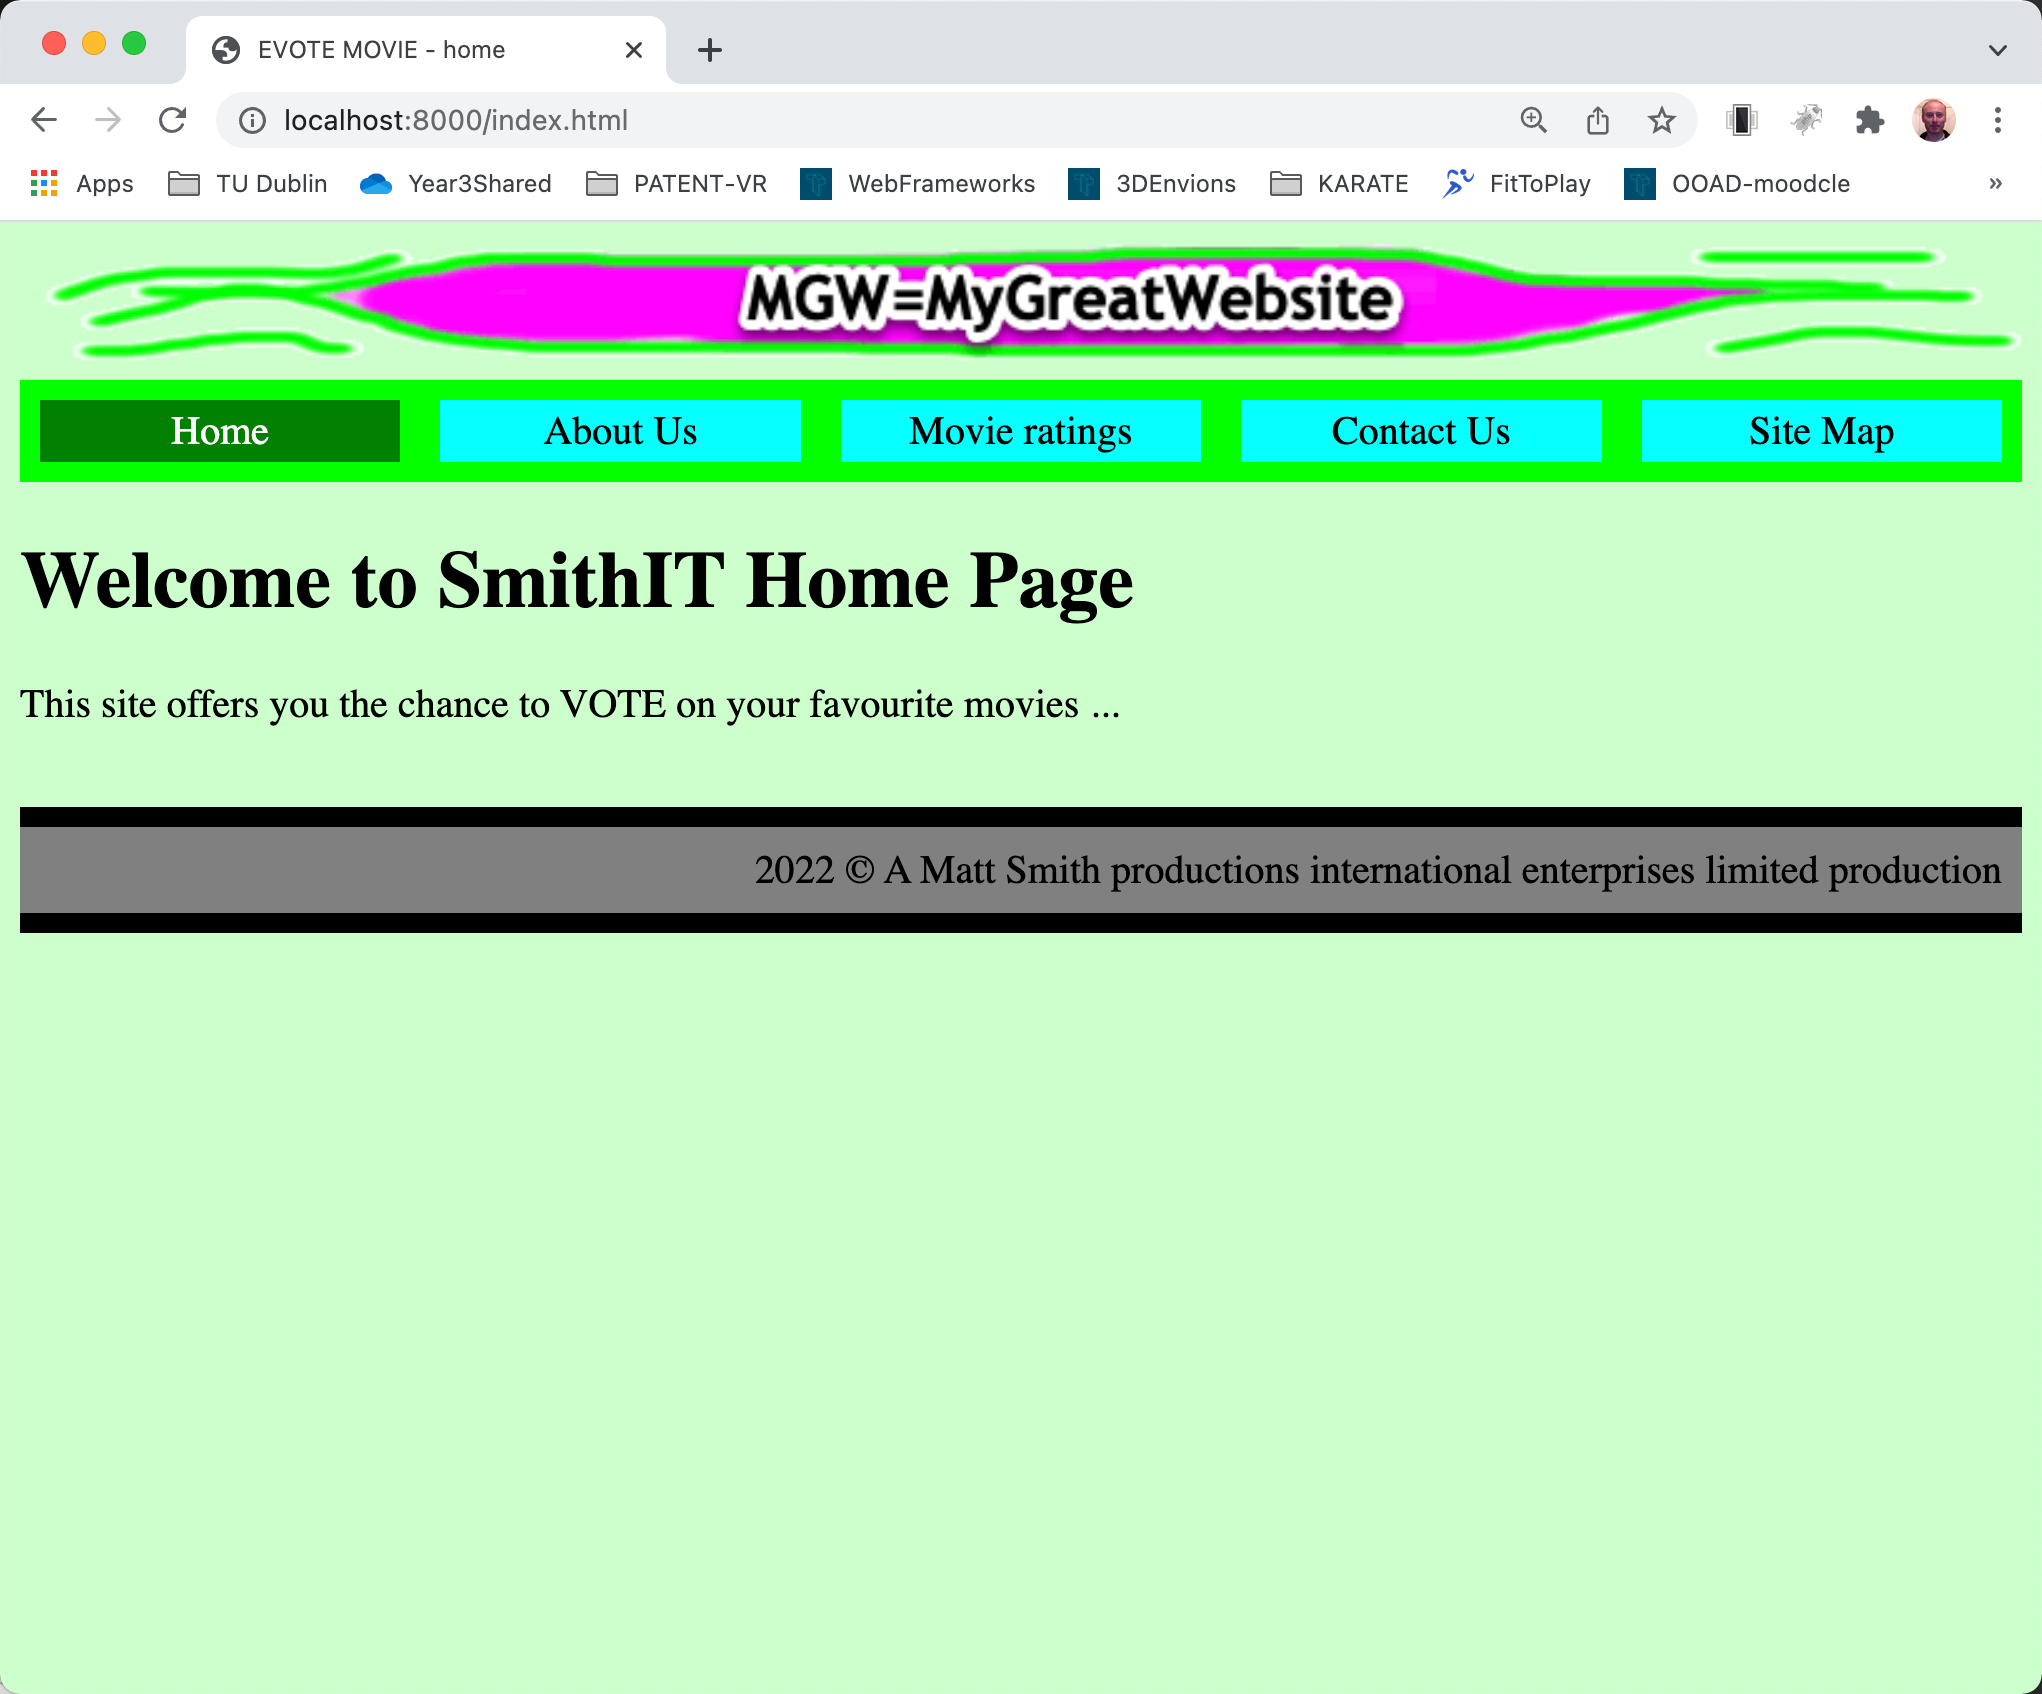 EVOTE MOVIE - home
localhost:8000/index.html
Apps TU Dublin Year3Shared PATENT-VR WebFrameworks 3DEnvions KARATE FitToPlay OOAD-moodcle »
MGW=MyGreatWebsite
Home About Us Movie ratings Contact Us Site Map
Welcome to SmithIT Home Page
This site offers you the chance to VOTE on your favourite movies ...
2022 © A Matt Smith productions international enterprises limited production